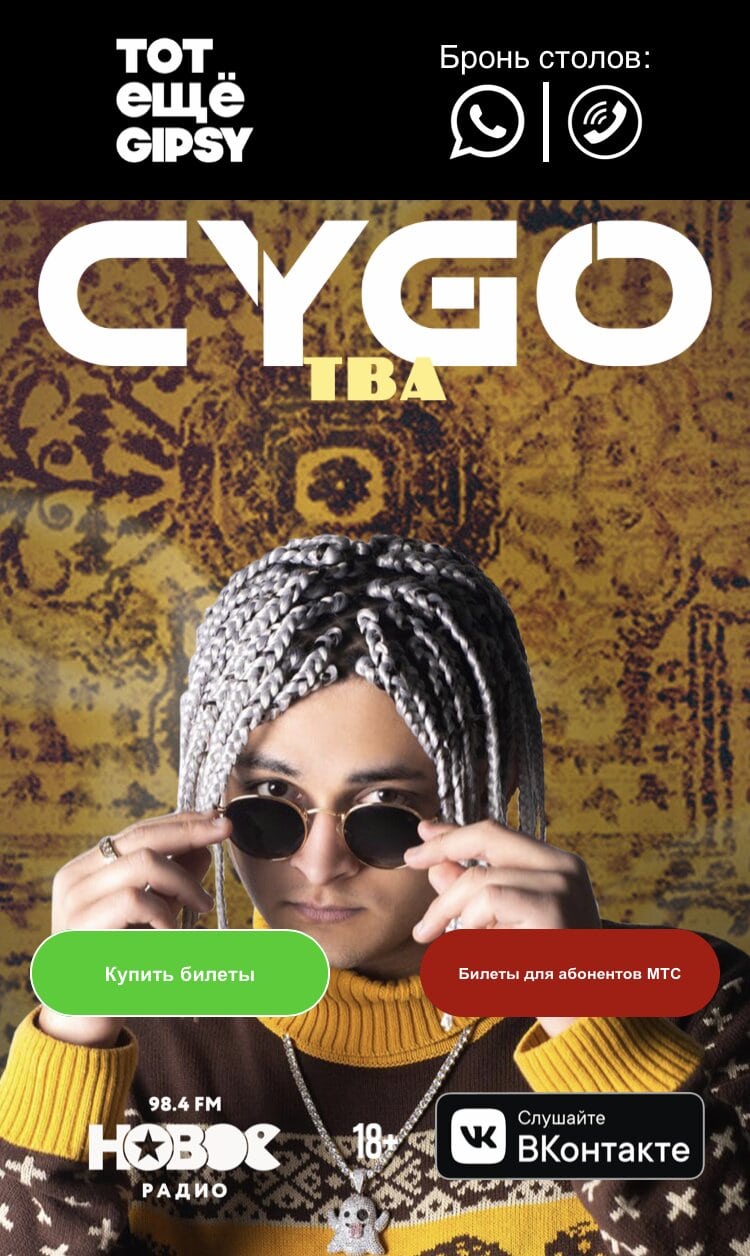 ТОТ
ЕЩЁ
GIPSY
Бронь столов:
CYGO
TBA
Купить билеты
Билеты для абонентов МТС
98.4 FM
НОВОЕ
РАДИО
18+
Слушайте
ВКонтакте